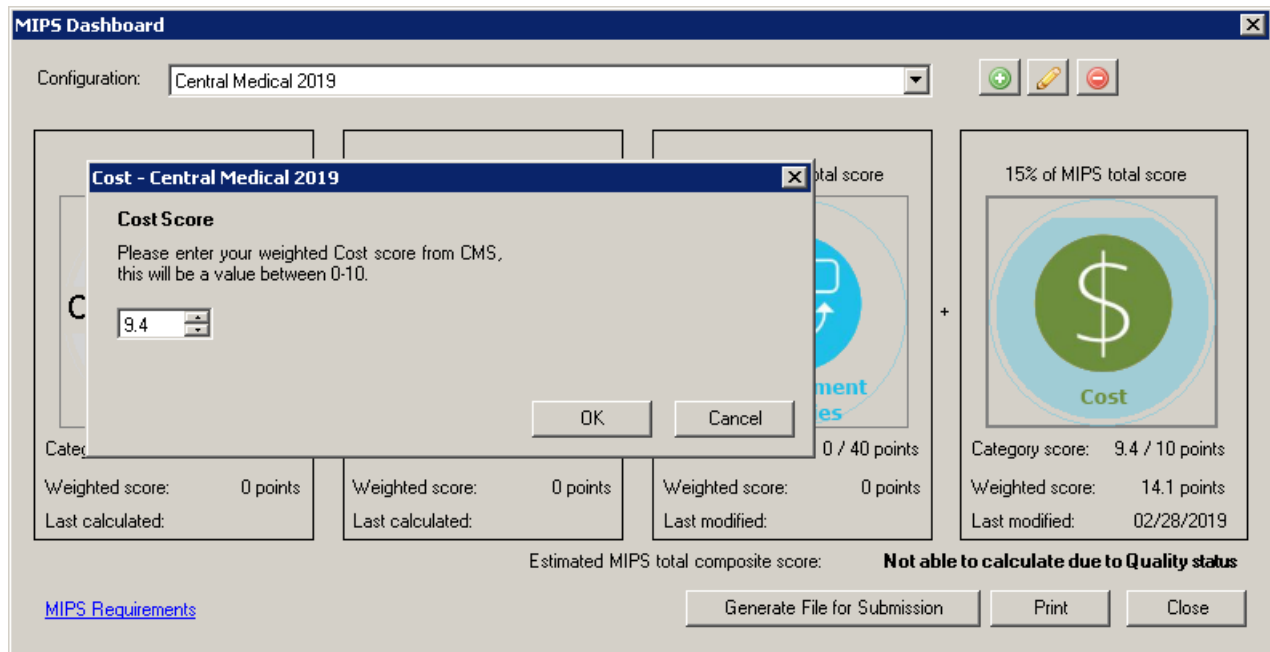 MIPS Dashboard
Configuration: Central Medical 2019
15% of MIPS total score
Cost
Category score: 9.4 / 10 points
Weighted score: 14.1 points
Last modified: 02/28/2019
Cost - Central Medical 2019
Cost Score
Please enter your weighted Cost score from CMS,
this will be a value between 0-10.
9.4
OK Cancel
score
0 / 40 points
Weighted score: 0 points
Last calculated:
Weighted score: 0 points
Last calculated:
Weighted score: 0 points
Last modified:
+
Estimated MIPS total composite score: Not able to calculate due to Quality status
MIPS Requirements
Generate File for Submission Print Close